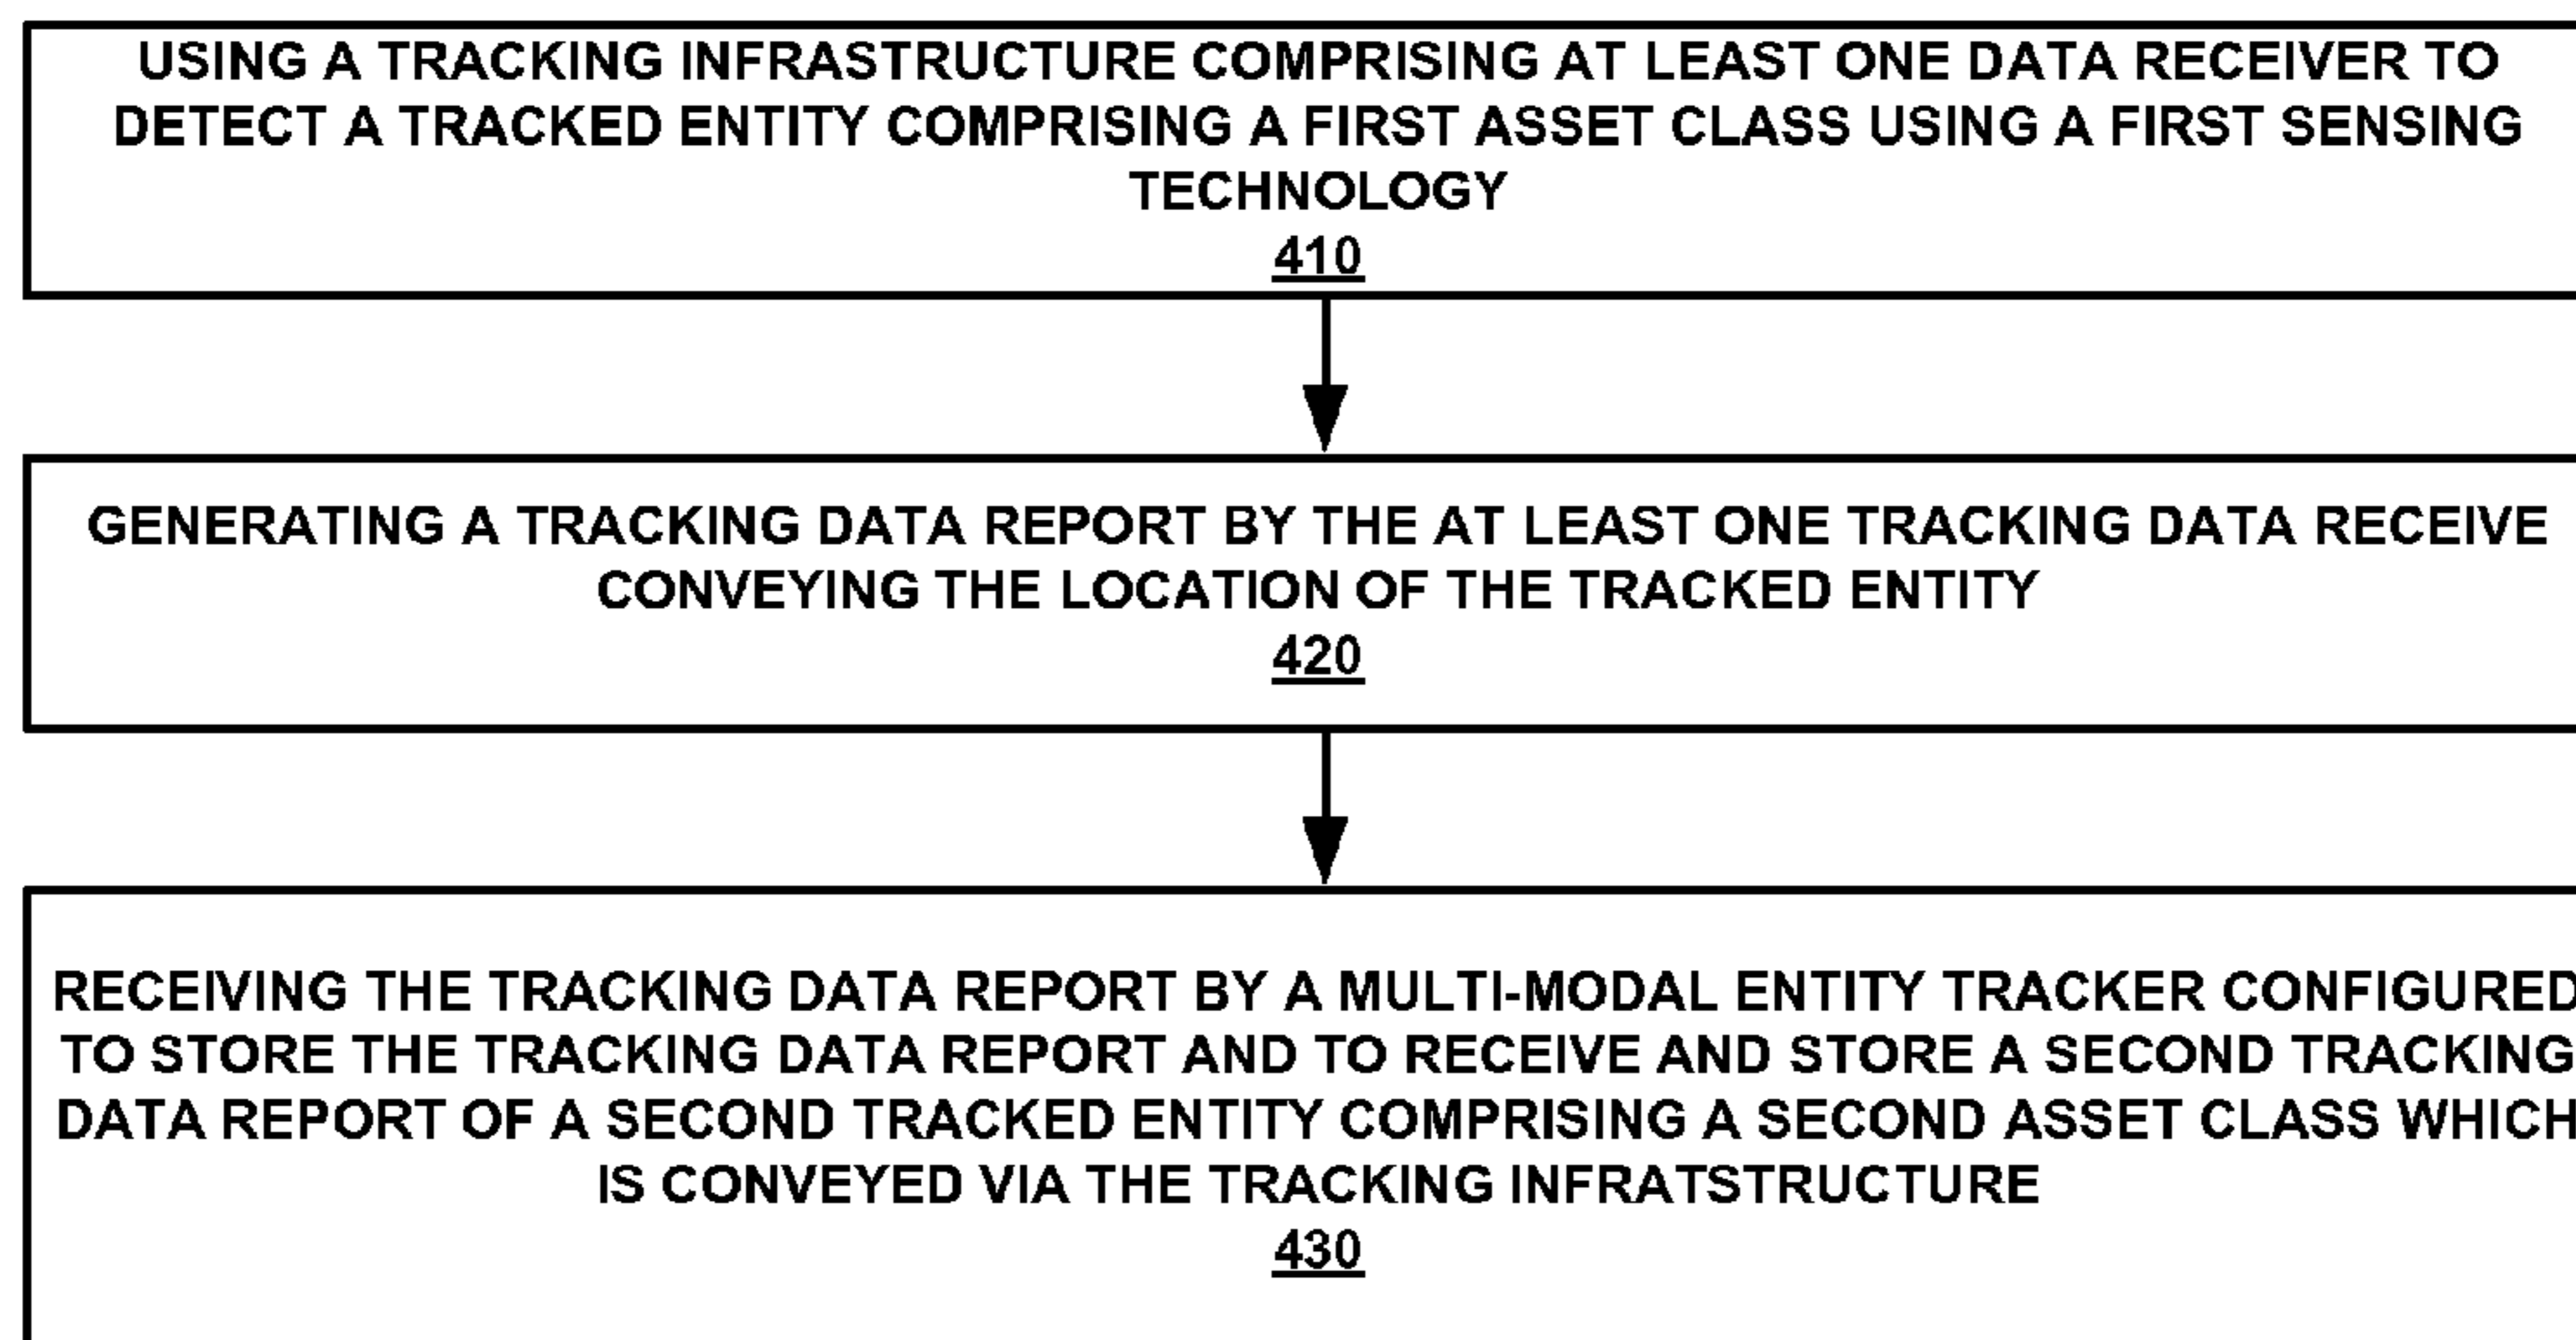 USING A TRACKING INFRASTRUCTURE COMPRISING AT LEAST ONE DATA RECEIVER TO
DETECT A TRACKED ENTITY COMPRISING A FIRST ASSET CLASS USING A FIRST SENSING
TECHNOLOGY
410
GENERATING A TRACKING DATA REPORT BY THE AT LEAST ONE TRACKING DATA RECEIVE
CONVEYING THE LOCATION OF THE TRACKED ENTITY
420
RECEIVING THE TRACKING DATA REPORT BY A MULTI-MODAL ENTITY TRACKER CONFIGURED
TO STORE THE TRACKING DATA REPORT AND TO RECEIVE AND STORE A SECOND TRACKING
DATA REPORT OF A SECOND TRACKED ENTITY COMPRISING A SECOND ASSET CLASS WHICH
IS CONVEYED VIA THE TRACKING INFRATSTRUCTURE
430